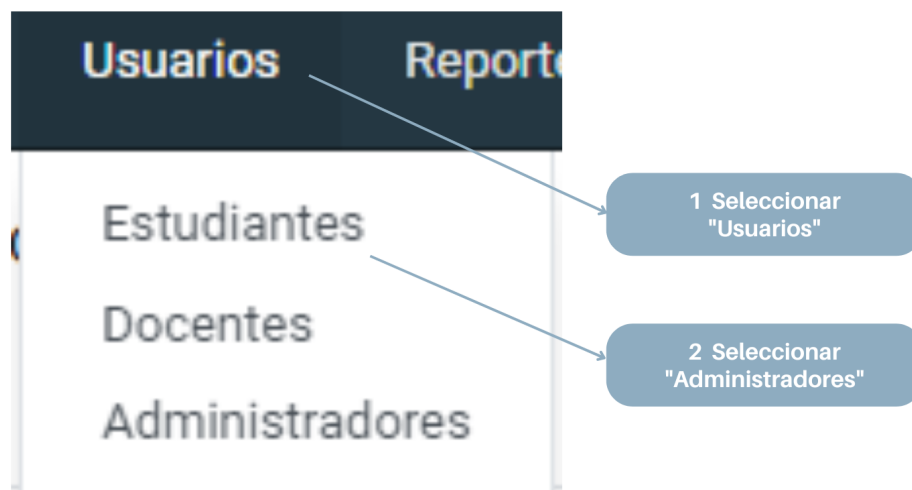 Usuarios Reporte
Estudiantes
Docentes
Administradores
1 Seleccionar
"Usuarios"
2 Seleccionar
"Administradores"